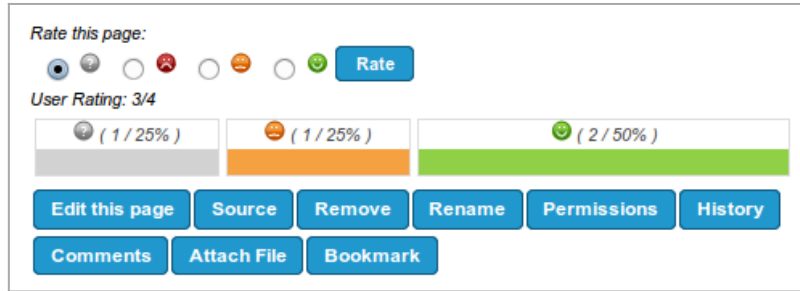 Rate this page:
? Rate
User Rating: 3/4
? ( 1 / 25% ) ( 1 / 25% ) ( 2 / 50% )
Edit this page Source Remove Rename Permissions History
Comments Attach File Bookmark